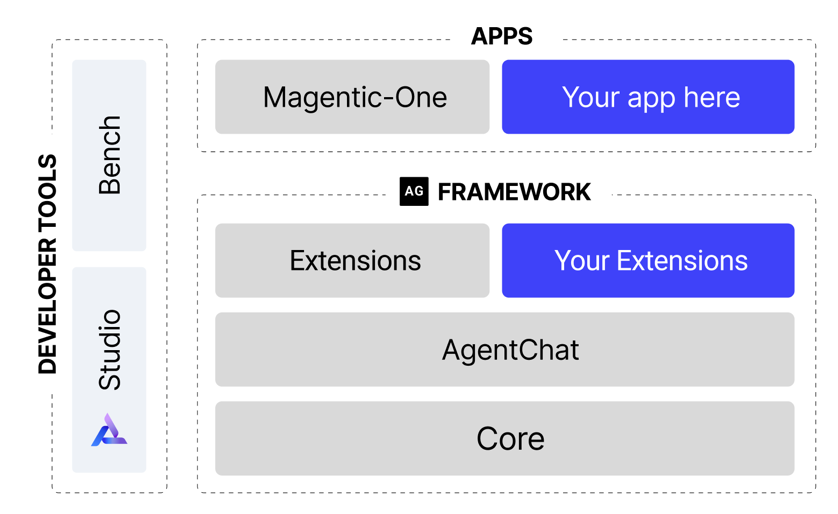 DEVELOPER TOOLS
Bench
Studio
APPS
Magentic-One
Your app here
AG FRAMEWORK
Extensions
Your Extensions
AgentChat
Core